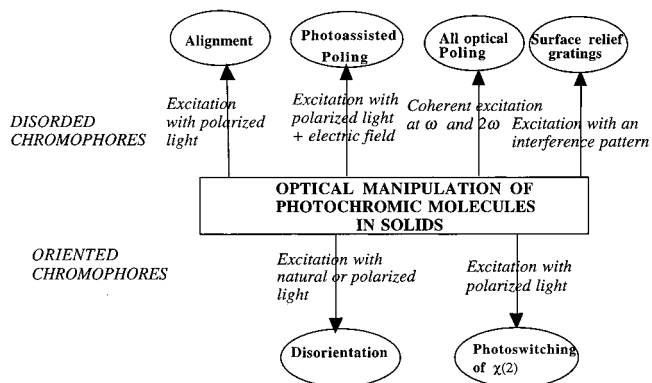 Alignment
Photoassisted
Poling
All optical
Poling
Surface relief
gratings
DISORDED
CHROMOPHORES
Excitation
with polarized
light
Excitation with
polarized light
+ electric field
Coherent excitation
at ω and 2ω
Excitation with an
interference pattern
OPTICAL MANIPULATION OF
PHOTOCHROMIC MOLECULES
IN SOLIDS
ORIENTED
CHROMOPHORES
Excitation with
natural or polarized
light
Excitation with
polarized light
Disorientation
Photoswitching
of χ(2)